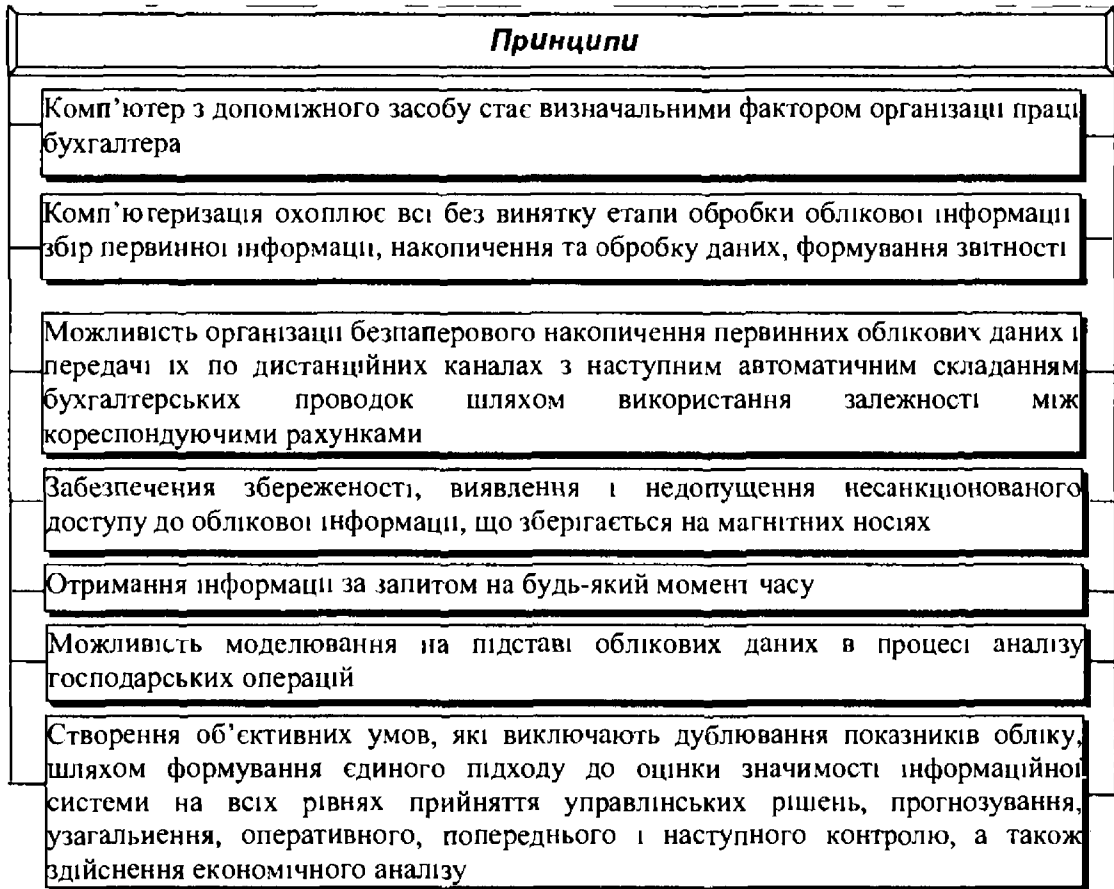 Принципи
Комп’ютер з допоміжного засобу стає визначальними фактором організації праці
бухгалтера
Комп’ютеризація охоплює всі без винятку етапи обробки облікової інформації
збір первинної інформації, накопичення та обробку даних, формування звітності
Можливість організації безпаперового накопичення первинних облікових даних і
передачі їх по дистанційних каналах з наступним автоматичним складанням
бухгалтерських проводок шляхом використання залежності між
кореспондуючими рахунками
Забезпечення збереженості, виявлення і недопущення несанкціонованого
доступу до облікової інформації, що зберігається на магнітних носіях
Отримання інформації за запитом на будь-який момент часу
Можливість моделювання на підставі облікових даних в процесі аналізу
господарських операцій
Створення об’єктивних умов, які виключають дублювання показників обліку,
шляхом формування єдиного підходу до оцінки значимості інформаційної
системи на всіх рівнях прийняття управлінських рішень, прогнозування,
узагальнення, оперативного, попереднього і наступного контролю, а також
здійснення економічного аналізу